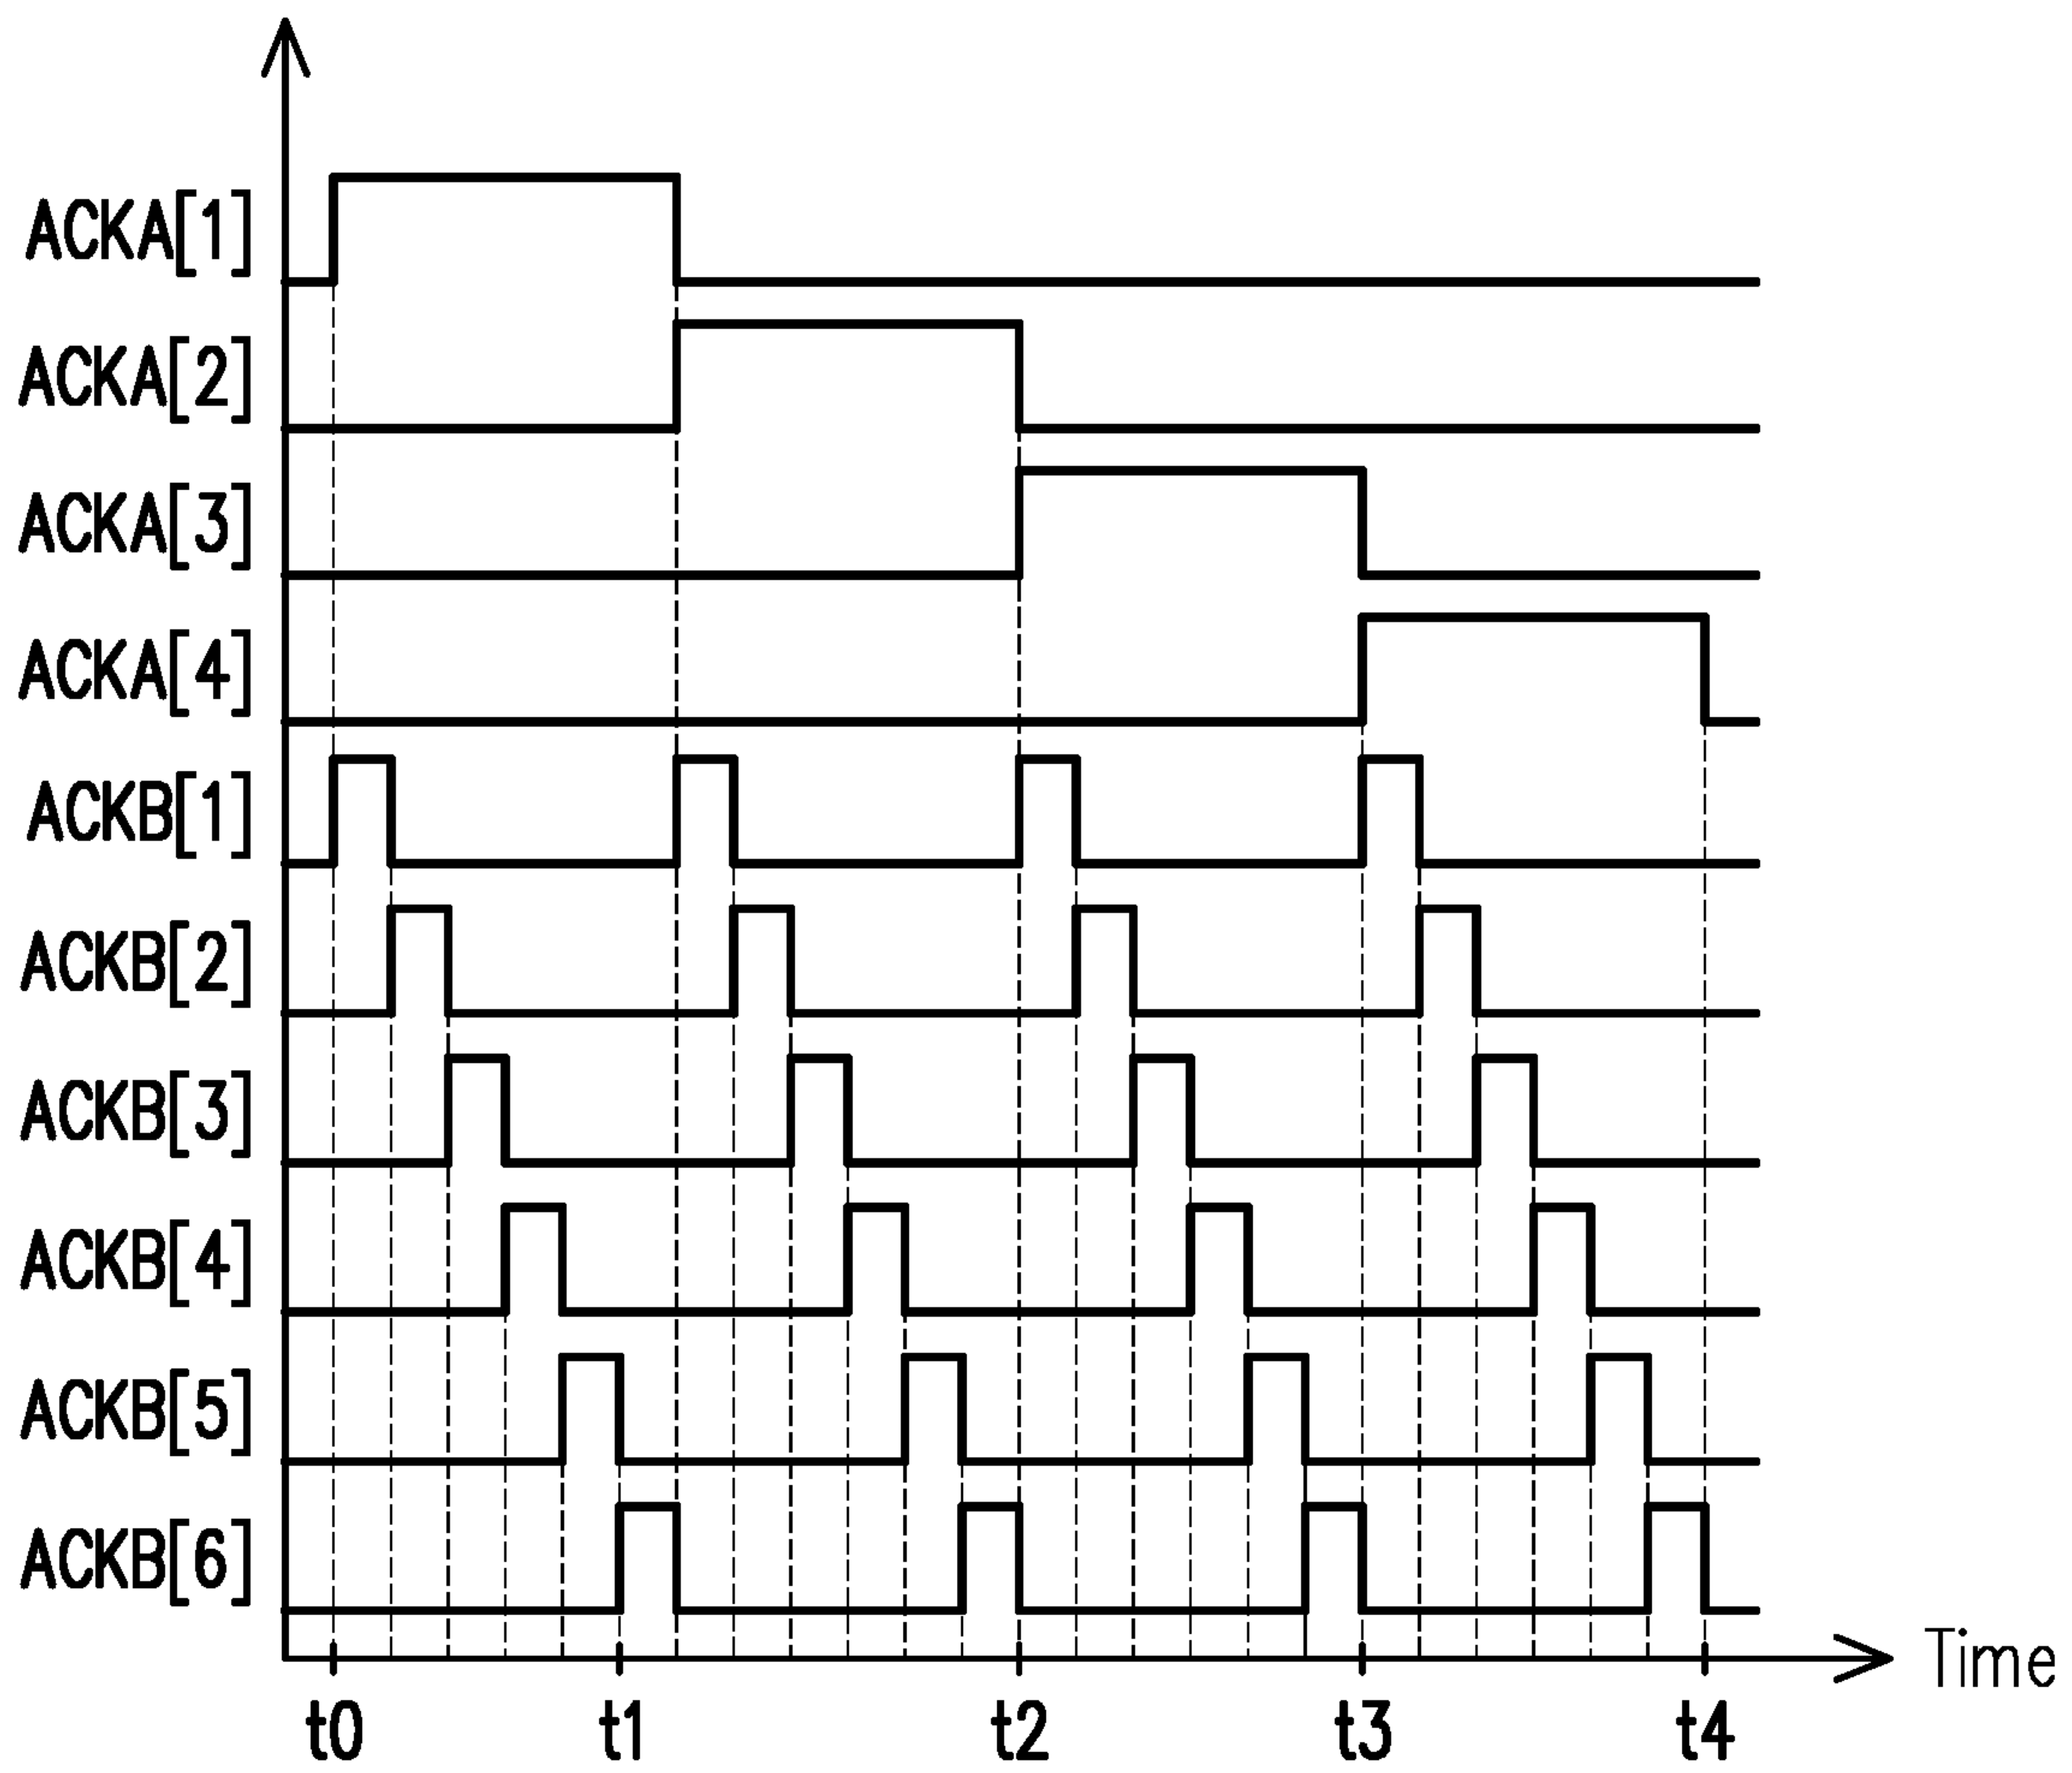 ACKA[1]
ACKA[2]
ACKA[3]
ACKA[4]
ACKB[1]
ACKB[2]
ACKB[3]
ACKB[4]
ACKB[5]
ACKB[6]
Time
t0 t1 t2 t3 t4